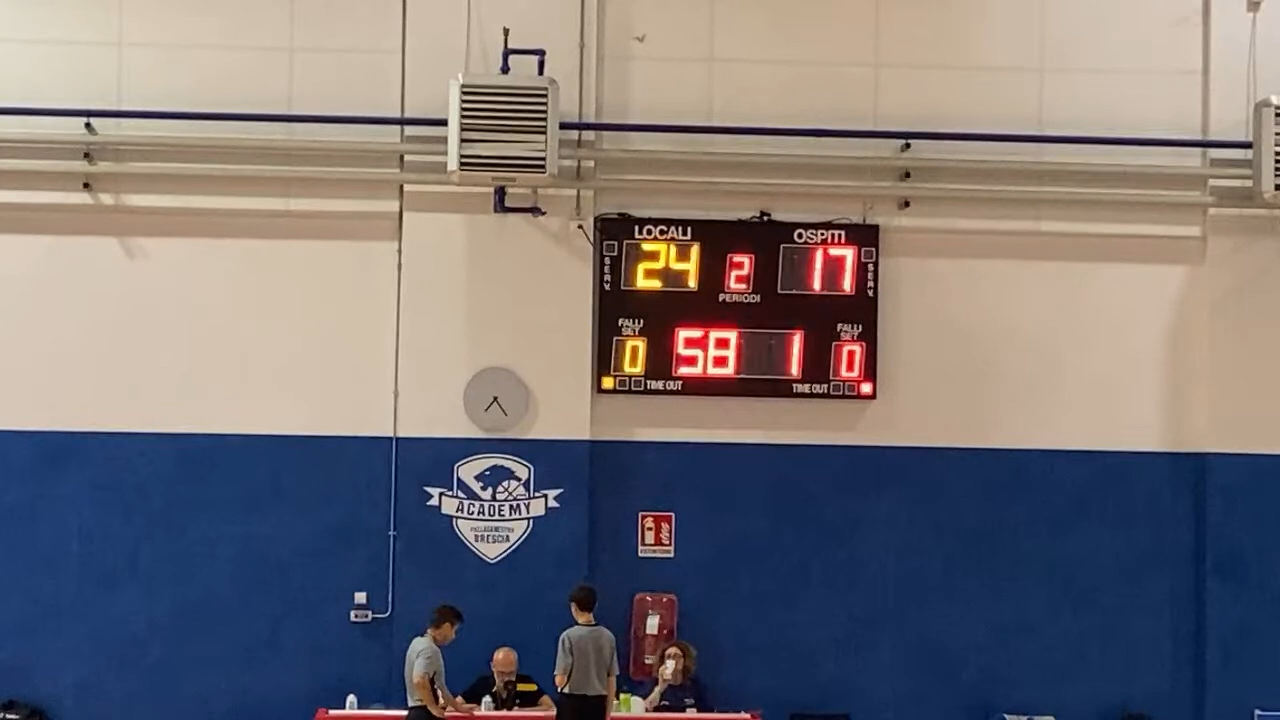 LOCALI
OSPITI
SERV.
24
2
17
SERV.
PERIODI
FALLI
SET
FALLI
SET
0
58 1
0
TIME OUT
TIME OUT
ACADEMY
PALLACANESTRO
BRESCIA
ESTINTORE